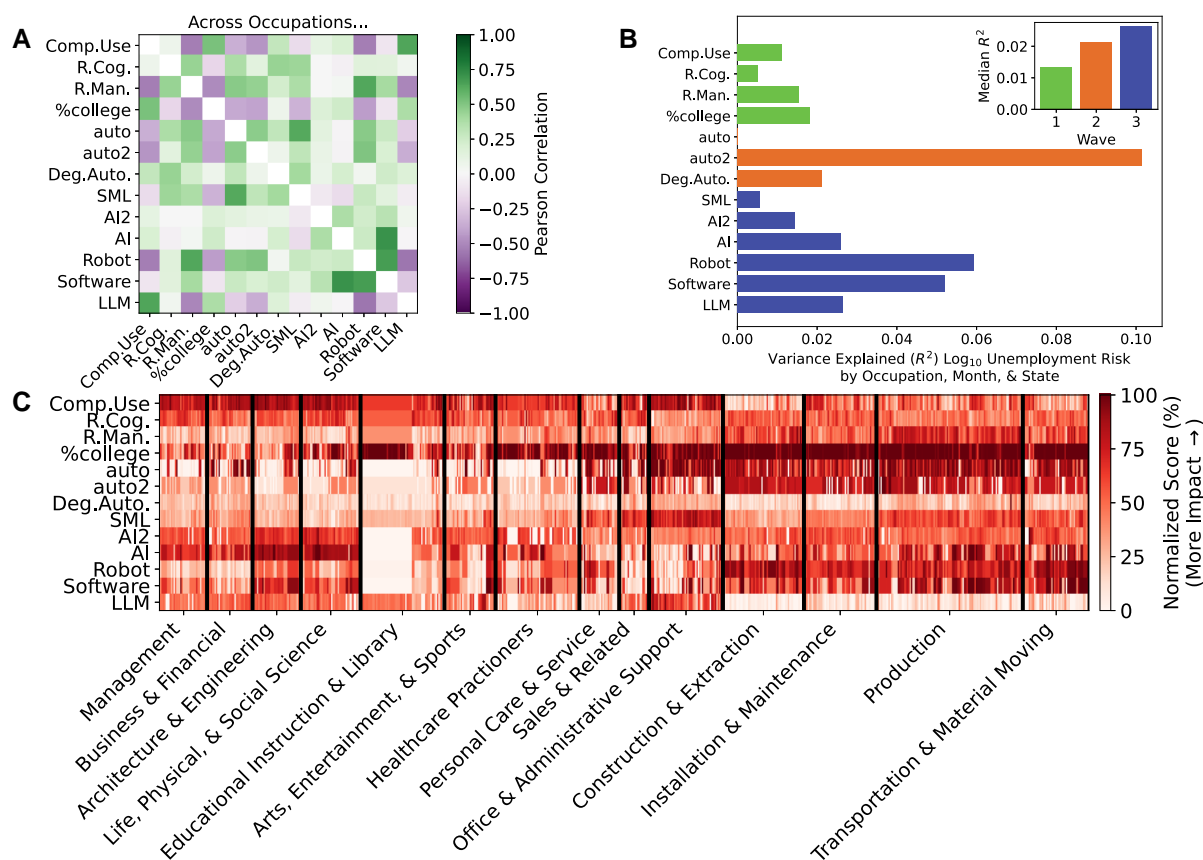 A
Across Occupations...
Comp.Use
R.Cog.
R.Man.
%college
auto
auto2
Deg.Auto.
SML
AI2
AI
Robot
Software
LLM
Comp.Use
R.Cog.
R.Man.
%college
auto
auto2
Deg.Auto.
SML
AI2
AI
Robot
Software
LLM
1.00
0.75
0.50
0.25
0.00
−0.25
−0.50
−0.75
−1.00
Pearson Correlation
B
Comp.Use
R.Cog.
R.Man.
%college
auto
auto2
Deg.Auto.
SML
AI2
AI
Robot
Software
LLM
0.00
0.02
0.04
0.06
0.08
0.10
Variance Explained (R²) Log₁₀ Unemployment Risk
by Occupation, Month, & State
Median R²
0.02
0.01
0.00
1
2
3
Wave
C
Comp.Use
R.Cog.
R.Man.
%college
auto
auto2
Deg.Auto.
SML
AI2
AI
Robot
Software
LLM
Management
Business & Financial
Architecture & Engineering
Life, Physical, & Social Science
Educational Instruction & Library
Arts, Entertainment, & Sports
Healthcare Practitioners
Personal Care & Service
Sales & Related
Office & Administrative Support
Construction & Extraction
Installation & Maintenance
Production
Transportation & Material Moving
100
75
50
25
0
Normalized Score (%)
(More Impact →)